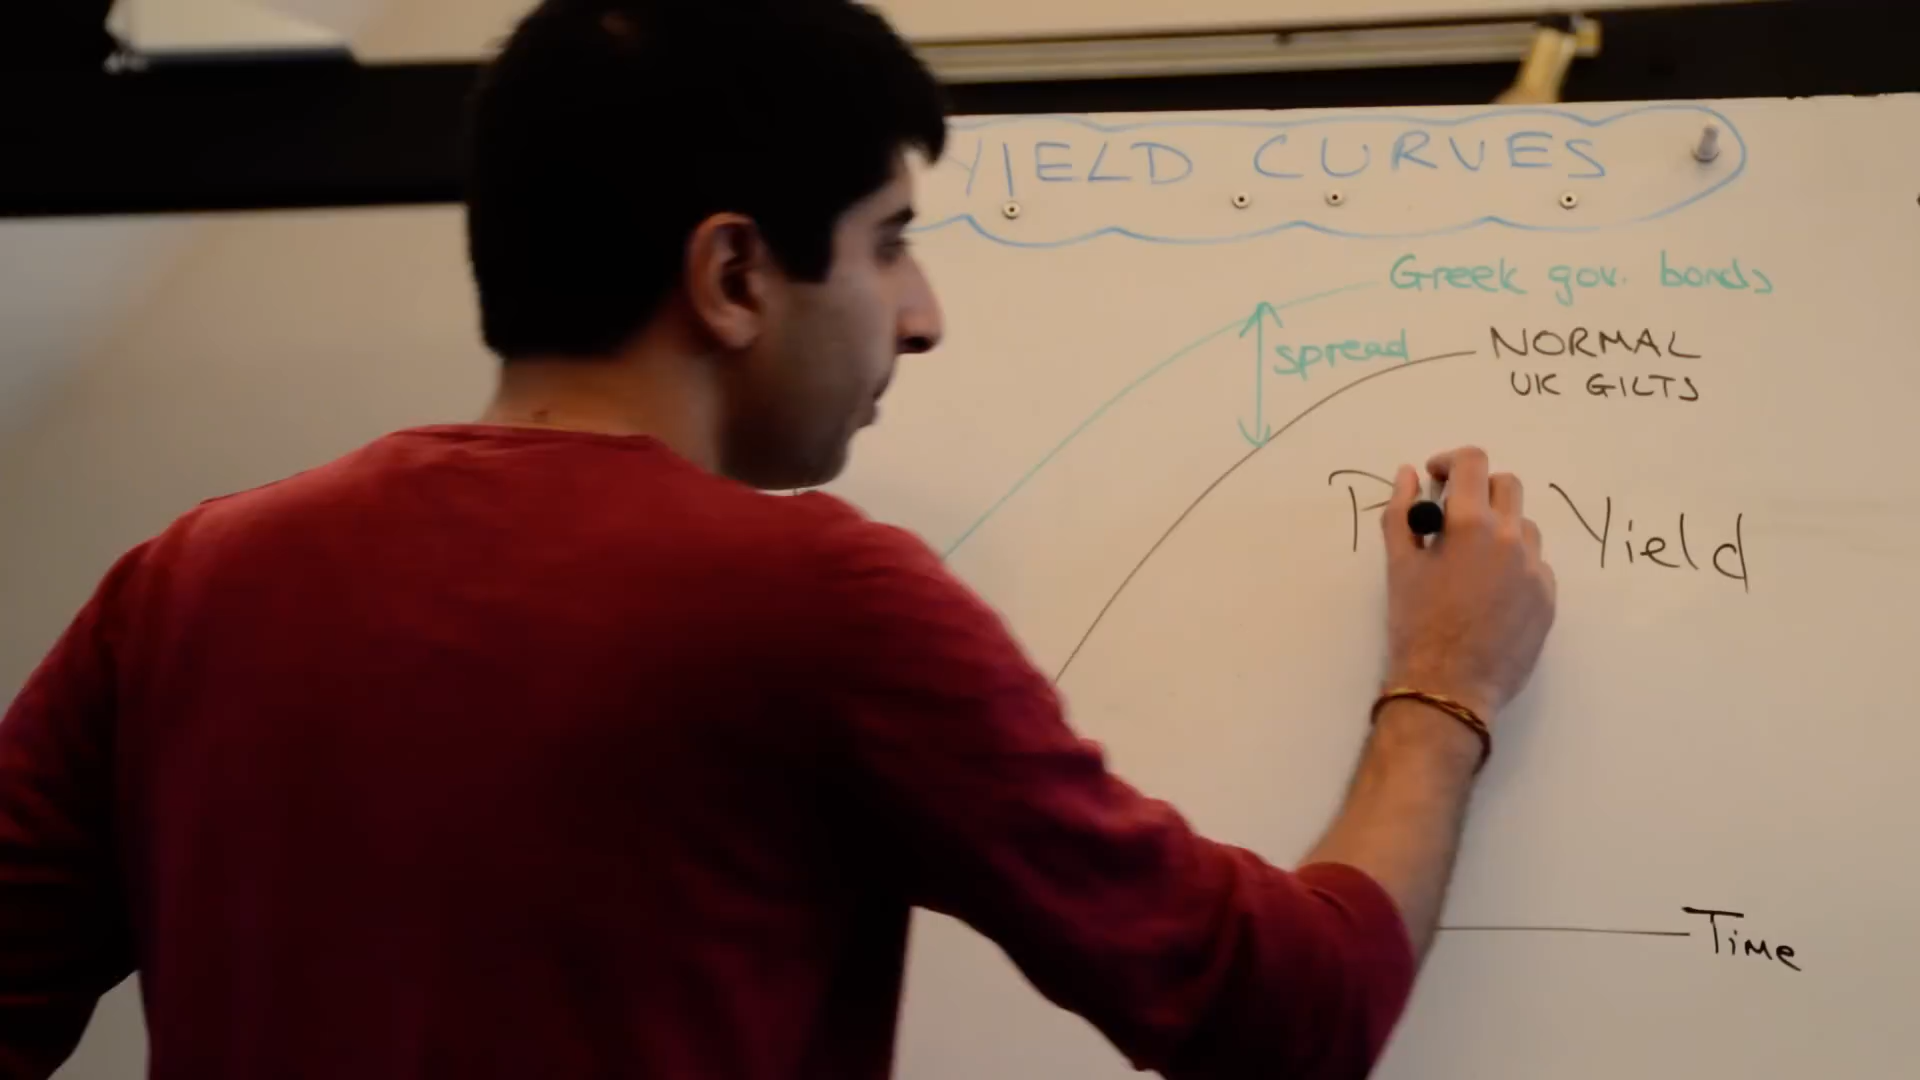 YIELD CURVES
Greek gov. bonds
spread
NORMAL
UK GILTS
P Yield
Time